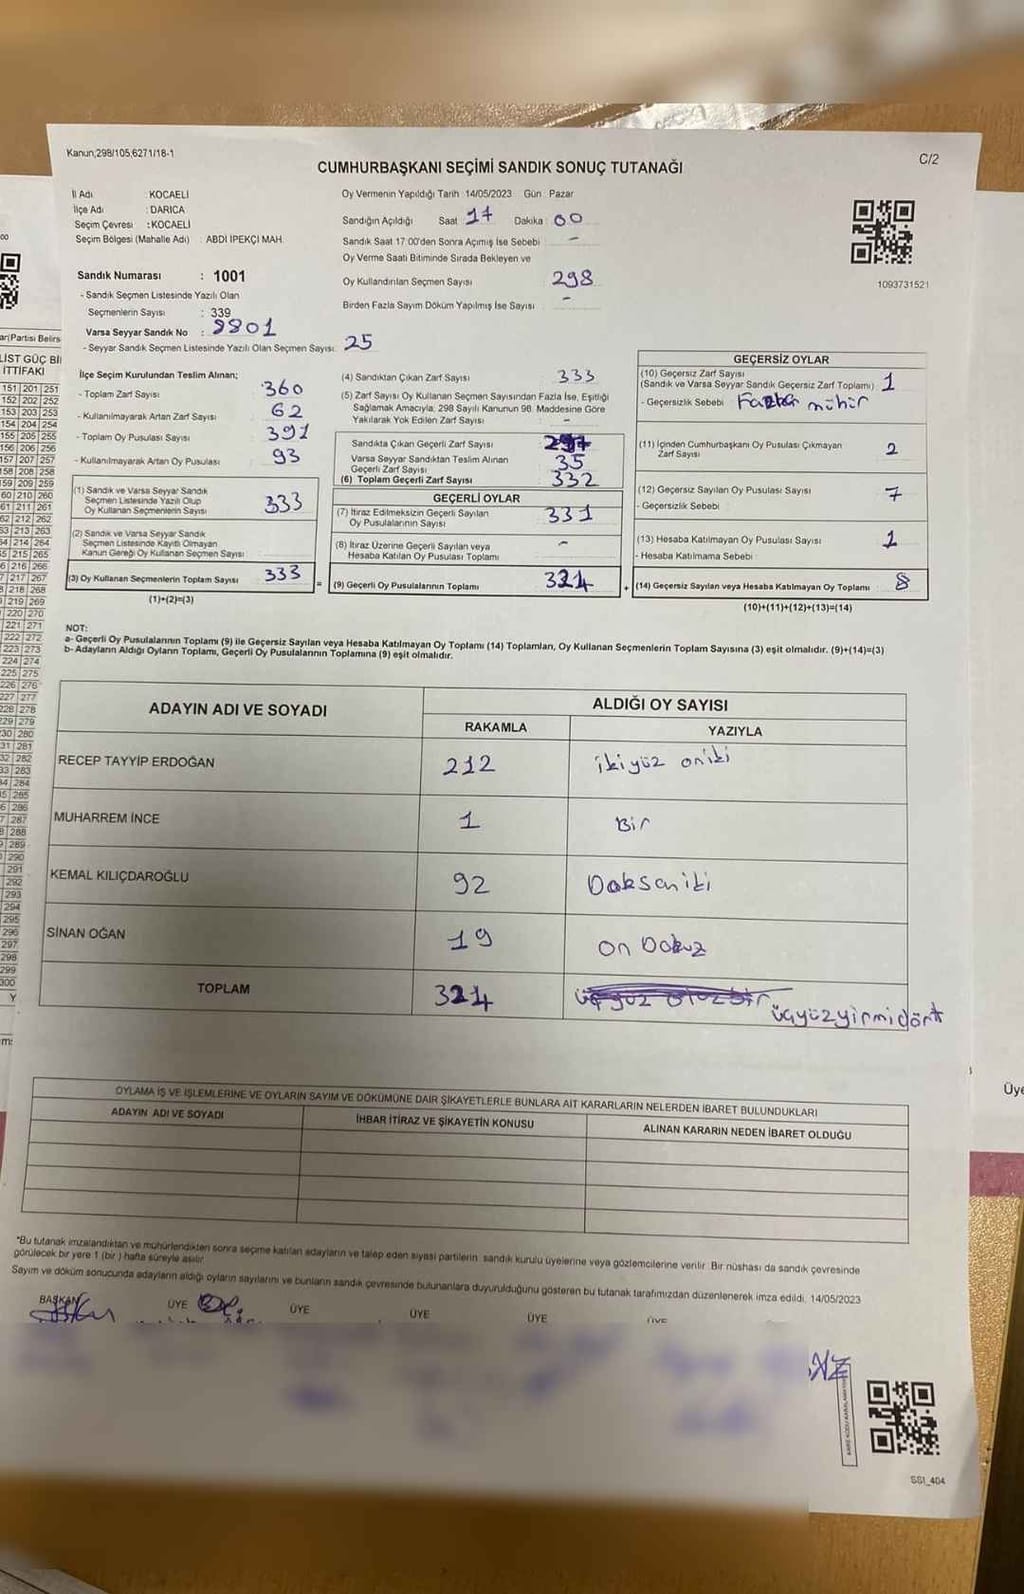 Kanun,298/105,6271/18-1
C/2
CUMHURBAŞKANI SEÇİMİ SANDIK SONUÇ TUTANAĞI
İl Adı : KOCAELİ
İlçe Adı : DARICA
Seçim Çevresi : KOCAELİ
Seçim Bölgesi (Mahalle Adı) : ABDİ İPEKÇİ MAH.
Sandık Numarası : 1001
- Sandık Seçmen Listesinde Yazılı Olan
Seçmenlerin Sayısı : 339
Varsa Seyyar Sandık No : 9801
- Seyyar Sandık Seçmen Listesinde Yazılı Olan Seçmen Sayısı: 25
Oy Vermenin Yapıldığı Tarih 14/05/2023 Gün : Pazar
Sandığın Açıldığı Saat 17 Dakika : 00
Sandık Saat 17:00'den Sonra Açımış İse Sebebi -
Oy Verme Saati Bitiminde Sırada Bekleyen ve
Oy Kullandırılan Seçmen Sayısı 298
Birden Fazla Sayım Döküm Yapılmış İse Sayısı -
1093731521
İlçe Seçim Kurulundan Teslim Alınan;
- Toplam Zarf Sayısı 360
- Kullanılmayarak Artan Zarf Sayısı 62
- Toplam Oy Pusulası Sayısı 391
- Kullanılmayarak Artan Oy Pusulası 93
(1) Sandık ve Varsa Seyyar Sandık
Seçmen Listesinde Yazılı Olup
Oy Kullanan Seçmenlerin Sayısı 333
(2) Sandık ve Varsa Seyyar Sandık
Seçmen Listesinde Kayıtlı Olmayan
Kanun Gereği Oy Kullanan Seçmen Sayısı
(3) Oy Kullanan Seçmenlerin Toplam Sayısı 333
(1)+(2)=(3)
(4) Sandıktan Çıkan Zarf Sayısı 333
(5) Zarf Sayısı Oy Kullanan Seçmen Sayısından Fazla İse, Eşitliği
Sağlamak Amacıyla, 298 Sayılı Kanunun 98. Maddesine Göre
Yakılarak Yok Edilen Zarf Sayısı -
Sandıkta Çıkan Geçerli Zarf Sayısı 297
Varsa Seyyar Sandıktan Teslim Alınan
Geçerli Zarf Sayısı 35
(6) Toplam Geçerli Zarf Sayısı 332
GEÇERLİ OYLAR
(7) İtiraz Edilmeksizin Geçerli Sayılan
Oy Pusulalarının Sayısı 331
(8) İtiraz Üzerine Geçerli Sayılan veya
Hesaba Katılan Oy Pusulası Toplamı -
= (9) Geçerli Oy Pusulalarının Toplamı 324
GEÇERSİZ OYLAR
(10) Geçersiz Zarf Sayısı
(Sandık ve Varsa Seyyar Sandık Geçersiz Zarf Toplamı) 1
- Geçersizlik Sebebi Fazla mühür
(11) İçinden Cumhurbaşkanı Oy Pusulası Çıkmayan
Zarf Sayısı 2
(12) Geçersiz Sayılan Oy Pusulası Sayısı 7
- Geçersizlik Sebebi
(13) Hesaba Katılmayan Oy Pusulası Sayısı 1
- Hesaba Katılmama Sebebi
+ (14) Geçersiz Sayılan veya Hesaba Katılmayan Oy Toplamı 8
(10)+(11)+(12)+(13)=(14)
NOT:
a- Geçerli Oy Pusulalarının Toplamı (9) ile Geçersiz Sayılan veya Hesaba Katılmayan Oy Toplamı (14) Toplamları, Oy Kullanan Seçmenlerin Toplam Sayısına (3) eşit olmalıdır. (9)+(14)=(3)
b- Adayların Aldığı Oyların Toplamı, Geçerli Oy Pusulalarının Toplamına (9) eşit olmalıdır.
ADAYIN ADI VE SOYADI
ALDIĞI OY SAYISI
RAKAMLA YAZIYLA
RECEP TAYYİP ERDOĞAN 212 ikiyüz oniki
MUHARREM İNCE 1 Bir
KEMAL KILIÇDAROĞLU 92 Doksaniki
SİNAN OĞAN 19 on Dokuz
TOPLAM 324 üçyüz otuzbir üçyüzyirmidört
OYLAMA İŞ VE İŞLEMLERİNE VE OYLARIN SAYIM VE DÖKÜMÜNE DAİR ŞİKAYETLERLE BUNLARA AİT KARARLARIN NELERDEN İBARET BULUNDUKLARI
ADAYIN ADI VE SOYADI İHBAR İTİRAZ VE ŞİKAYETİN KONUSU ALINAN KARARIN NEDEN İBARET OLDUĞU
*Bu tutanak imzalandıktan ve mühürlendikten sonra seçime katılan adayların ve talep eden siyasi partilerin sandık kurulu üyelerine veya gözlemcilerine verilir. Bir nüshası da sandık çevresinde
görülecek bir yere 1 (bir ) hafta süreyle asılır.
Sayım ve döküm sonucunda adayların aldığı oyların sayılarını ve bunların sandık çevresinde bulunanlara duyurulduğunu gösteren bu tutanak tarafımızdan düzenlenerek imza edildi. 14/05/2023
BAŞKAN ÜYE ÜYE ÜYE ÜYE ÜYE
SSI_404